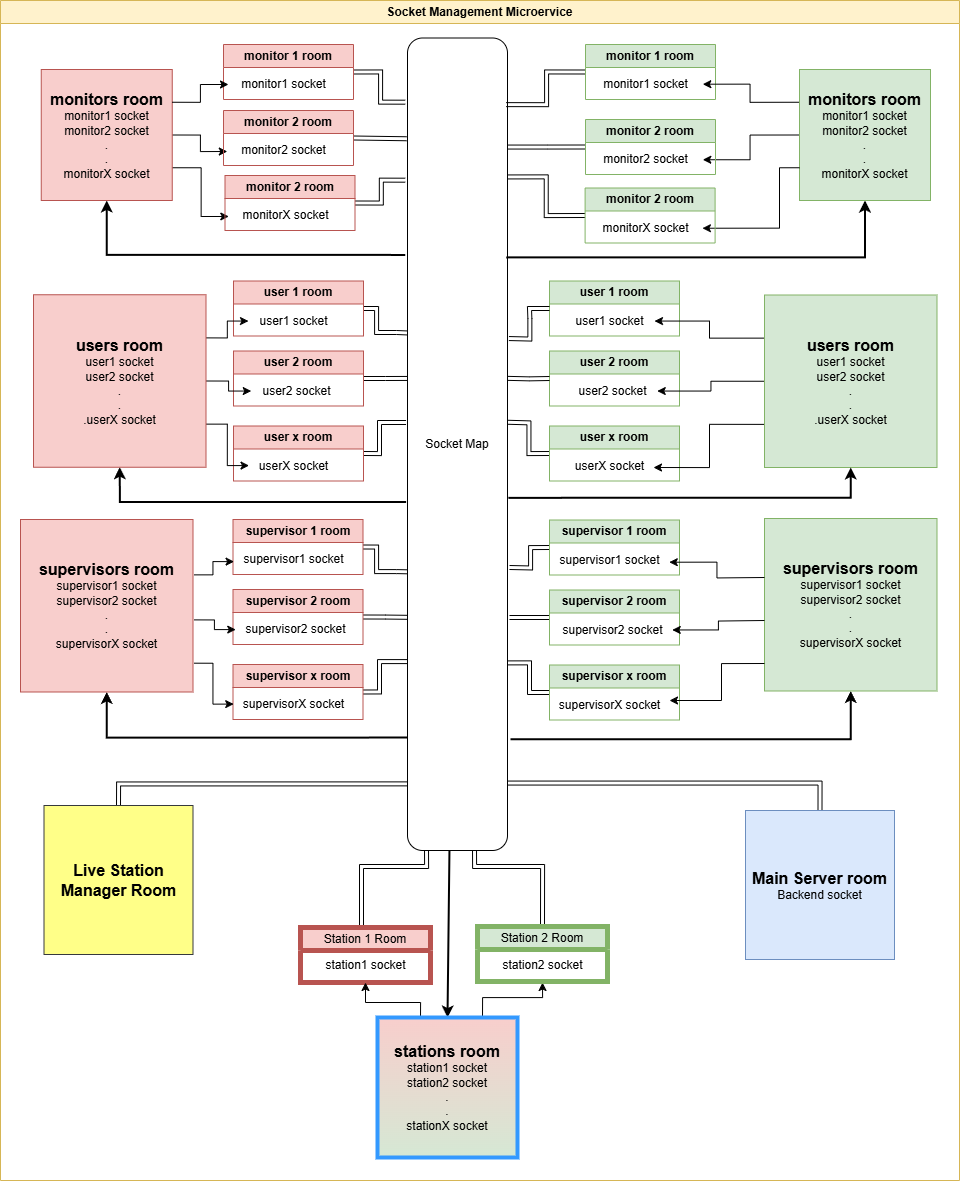 Socket Management Microervice
monitors room
monitor1 socket
monitor2 socket
.
.
monitorX socket
monitor 1 room
monitor1 socket
monitor 2 room
monitor2 socket
monitor 2 room
monitorX socket
monitor 1 room
monitor1 socket
monitor 2 room
monitor2 socket
monitor 2 room
monitorX socket
monitors room
monitor1 socket
monitor2 socket
.
.
monitorX socket
users room
user1 socket
user2 socket
.
.
.userX socket
user 1 room
user1 socket
user 2 room
user2 socket
user x room
userX socket
Socket Map
user 1 room
user1 socket
user 2 room
user2 socket
user x room
userX socket
users room
user1 socket
user2 socket
.
.
.userX socket
supervisors room
supervisor1 socket
supervisor2 socket
.
.
supervisorX socket
supervisor 1 room
supervisor1 socket
supervisor 2 room
supervisor2 socket
supervisor x room
supervisorX socket
supervisor 1 room
supervisor1 socket
supervisor 2 room
supervisor2 socket
supervisor x room
supervisorX socket
supervisors room
supervisor1 socket
supervisor2 socket
.
.
supervisorX socket
Live Station
Manager Room
Main Server room
Backend socket
Station 1 Room
station1 socket
Station 2 Room
station2 socket
stations room
station1 socket
station2 socket
.
.
stationX socket